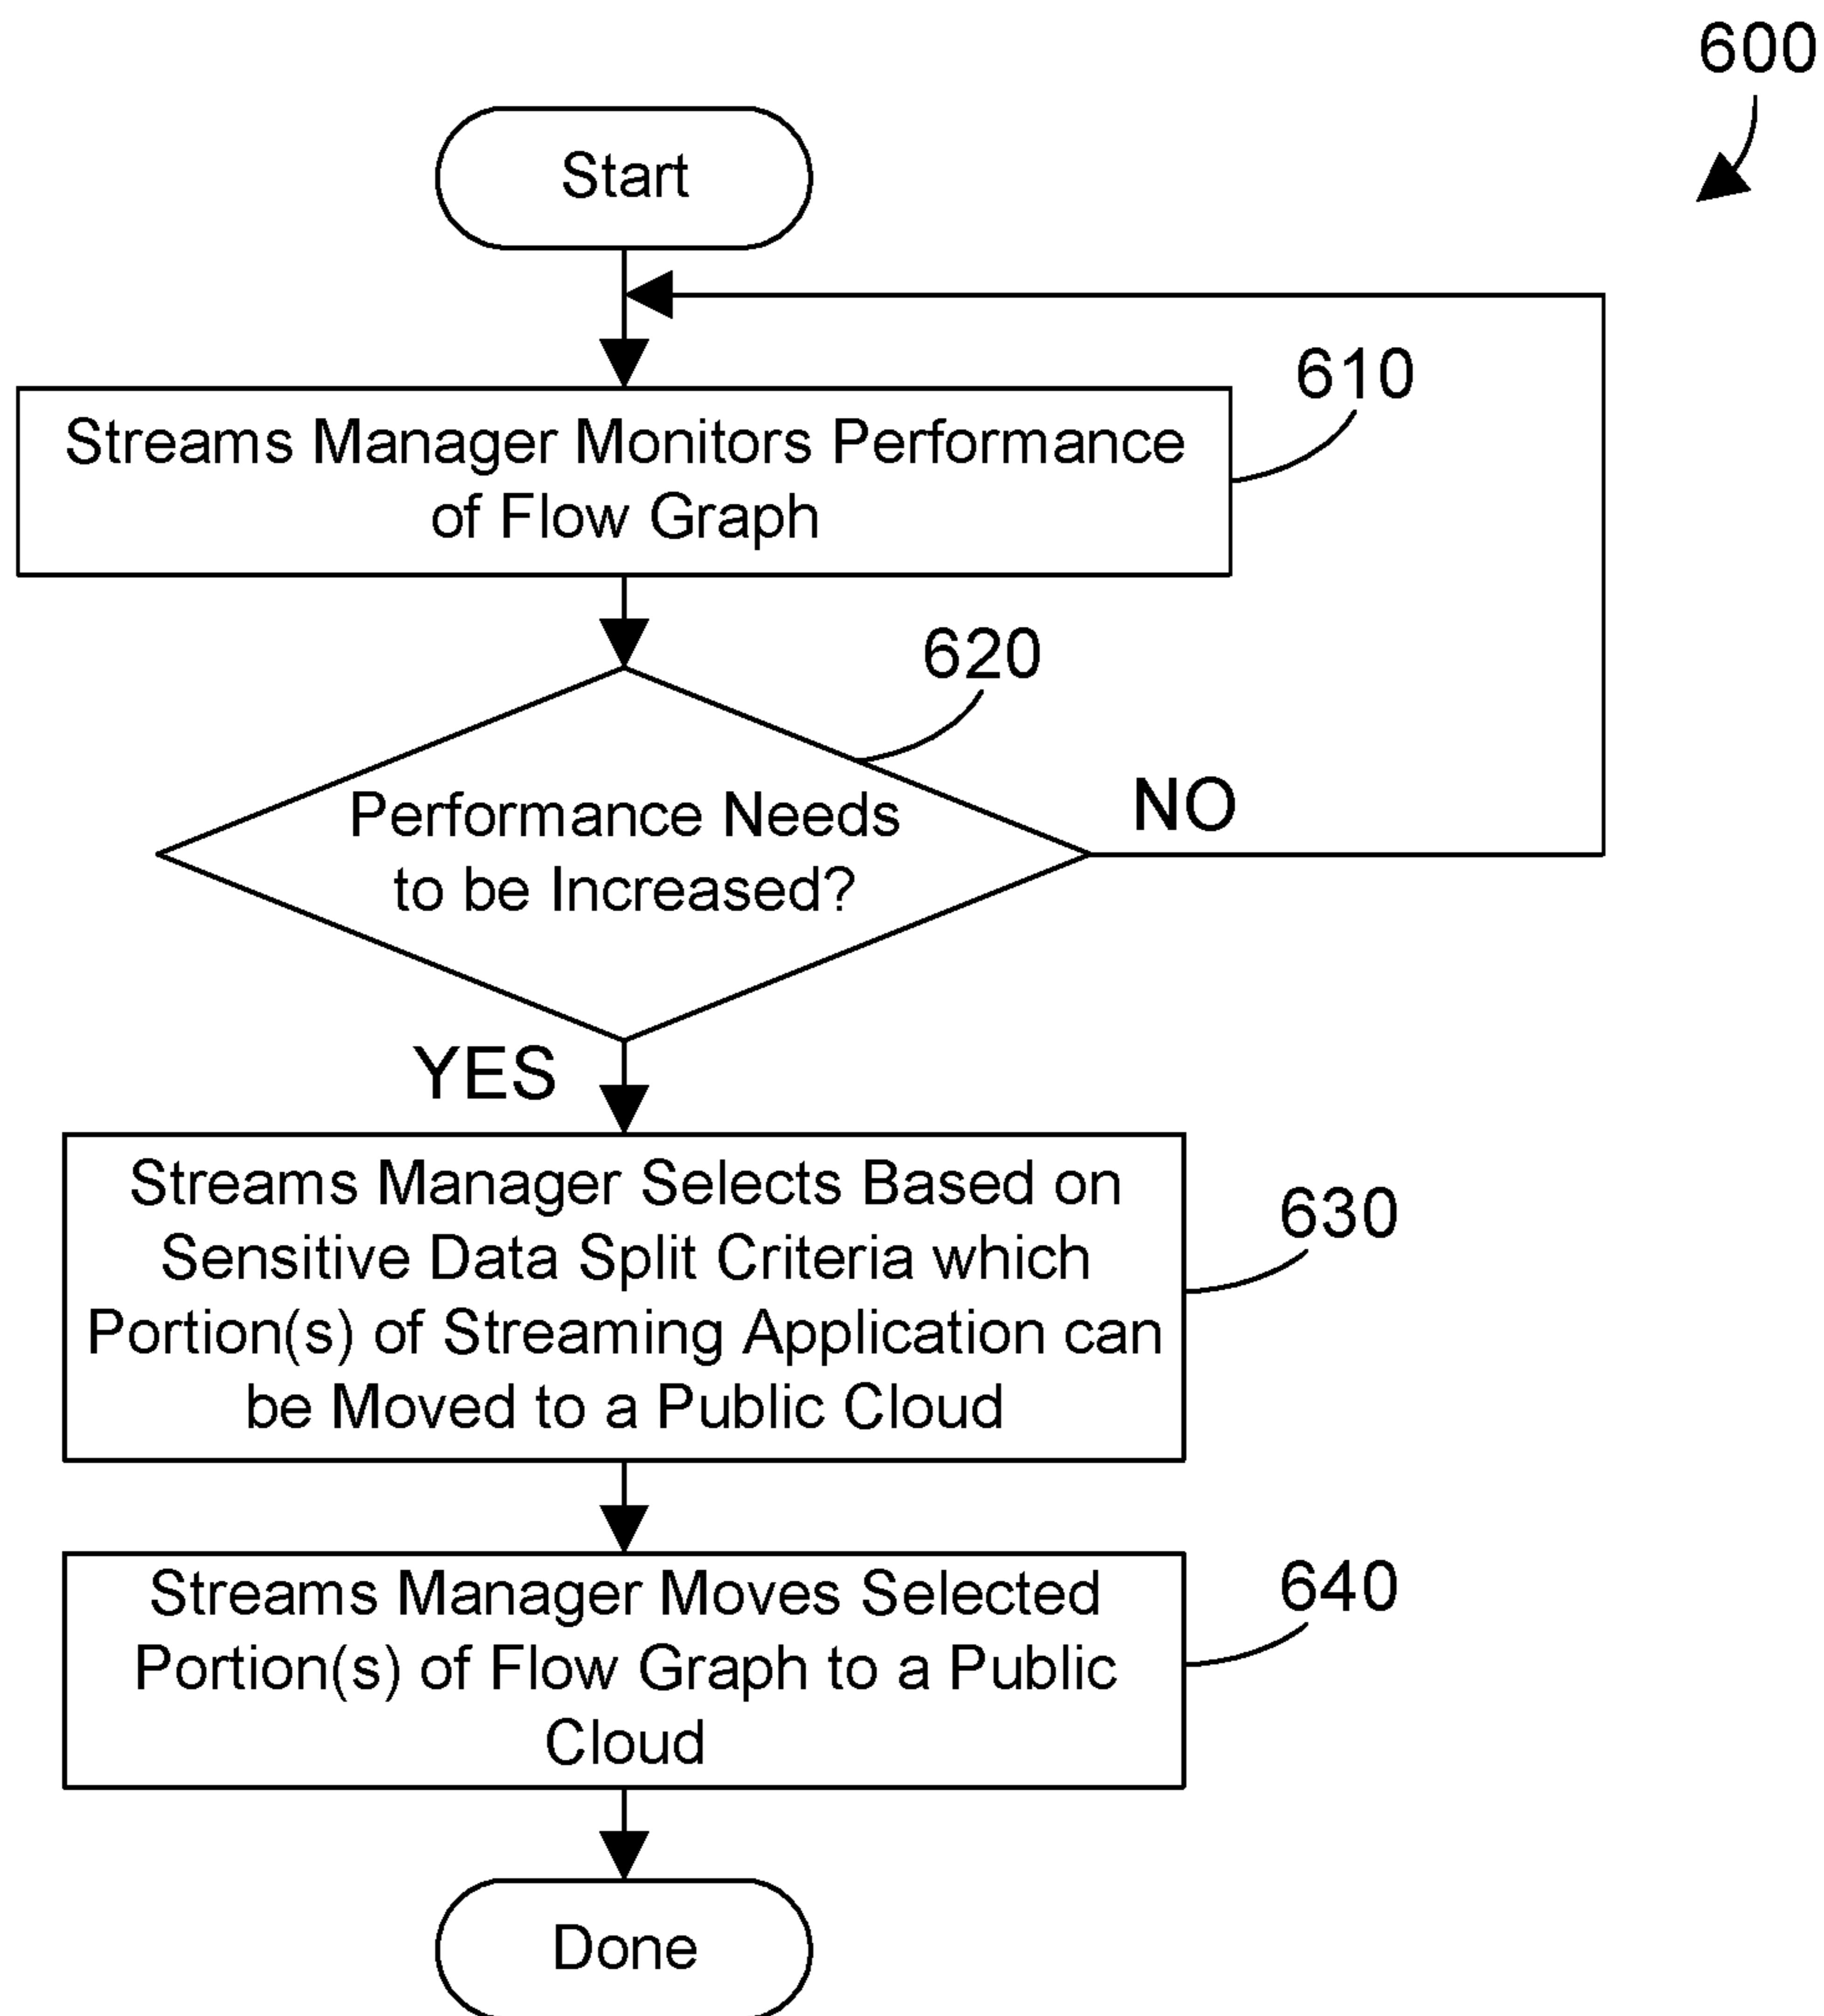 600
Start
610
Streams Manager Monitors Performance
of Flow Graph
620
Performance Needs
to be Increased?
NO
YES
Streams Manager Selects Based on
Sensitive Data Split Criteria which
Portion(s) of Streaming Application can
be Moved to a Public Cloud
630
Streams Manager Moves Selected
Portion(s) of Flow Graph to a Public
Cloud
640
Done